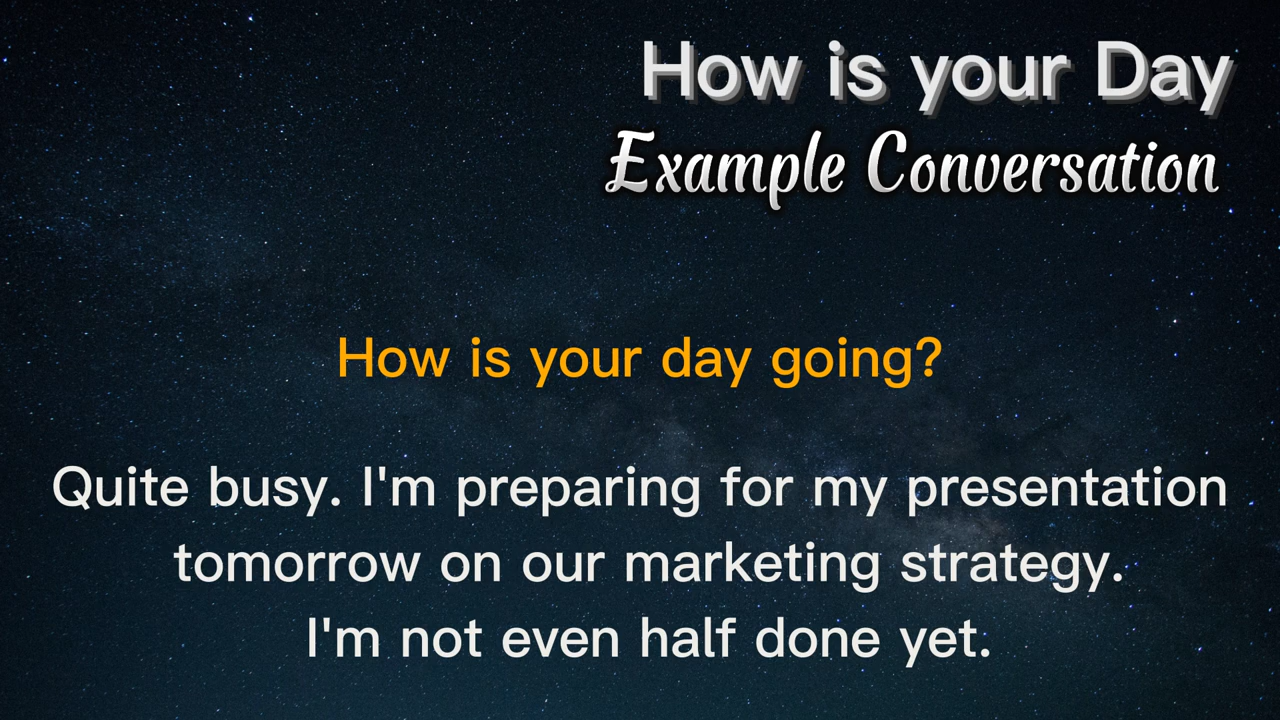 How is your Day
Example Conversation
How is your day going?
Quite busy. I'm preparing for my presentation
tomorrow on our marketing strategy.
I'm not even half done yet.